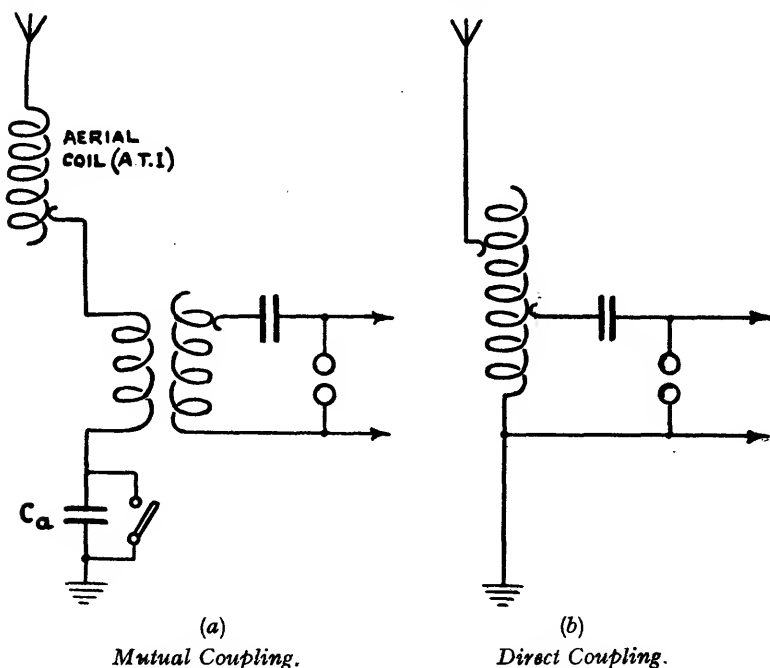 AERIAL
COIL (A.T.I)
Ca
(a)
Mutual Coupling.
(b)
Direct Coupling.